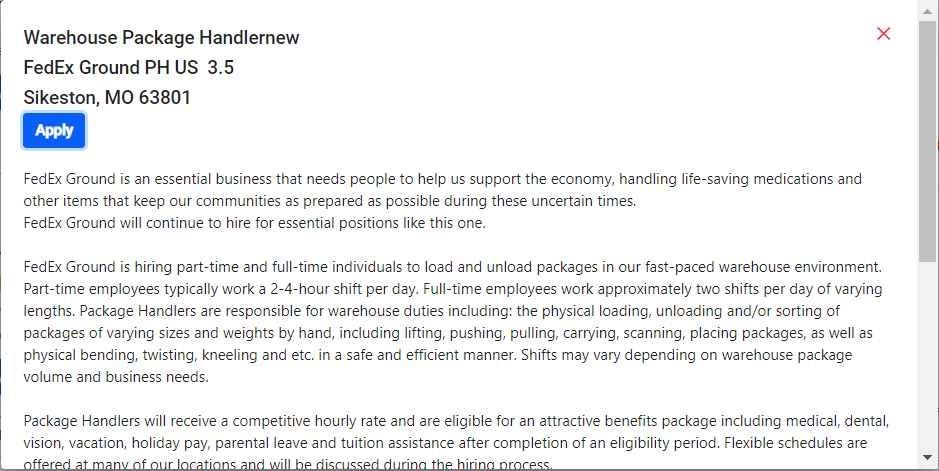 Warehouse Package Handlernew
FedEx Ground PH US 3.5
Sikeston, MO 63801
Apply
FedEx Ground is an essential business that needs people to help us support the economy, handling life-saving medications and
other items that keep our communities as prepared as possible during these uncertain times.
FedEx Ground will continue to hire for essential positions like this one.
FedEx Ground is hiring part-time and full-time individuals to load and unload packages in our fast-paced warehouse environment.
Part-time employees typically work a 2-4-hour shift per day. Full-time employees work approximately two shifts per day of varying
lengths. Package Handlers are responsible for warehouse duties including: the physical loading, unloading and/or sorting of
packages of varying sizes and weights by hand, including lifting, pushing, pulling, carrying, scanning, placing packages, as well as
physical bending, twisting, kneeling and etc. in a safe and efficient manner. Shifts may vary depending on warehouse package
volume and business needs.
Package Handlers will receive a competitive hourly rate and are eligible for an attractive benefits package including medical, dental,
vision, vacation, holiday pay, parental leave and tuition assistance after completion of an eligibility period. Flexible schedules are
offered at many of our locations and will be discussed during the hiring process.